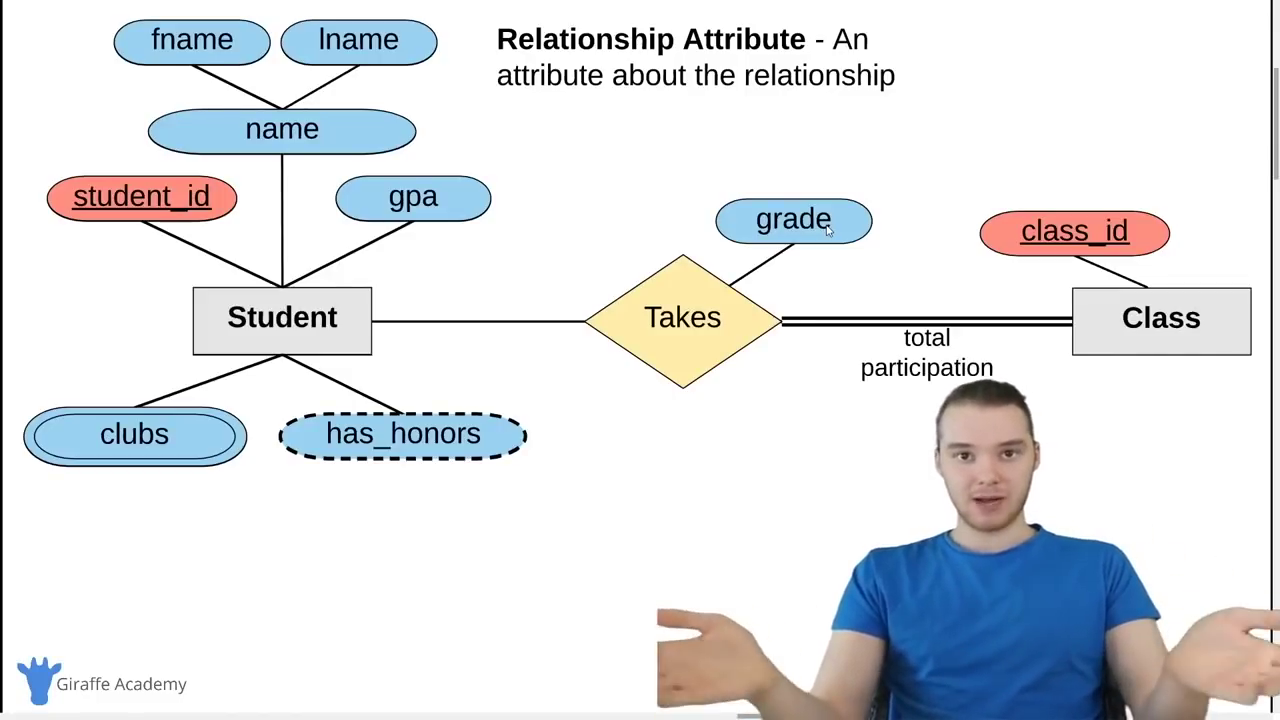 fname
lname
Relationship Attribute - An
attribute about the relationship
name
student_id
gpa
grade
class_id
Student
Takes
Class
total
participation
clubs
has_honors
Giraffe Academy